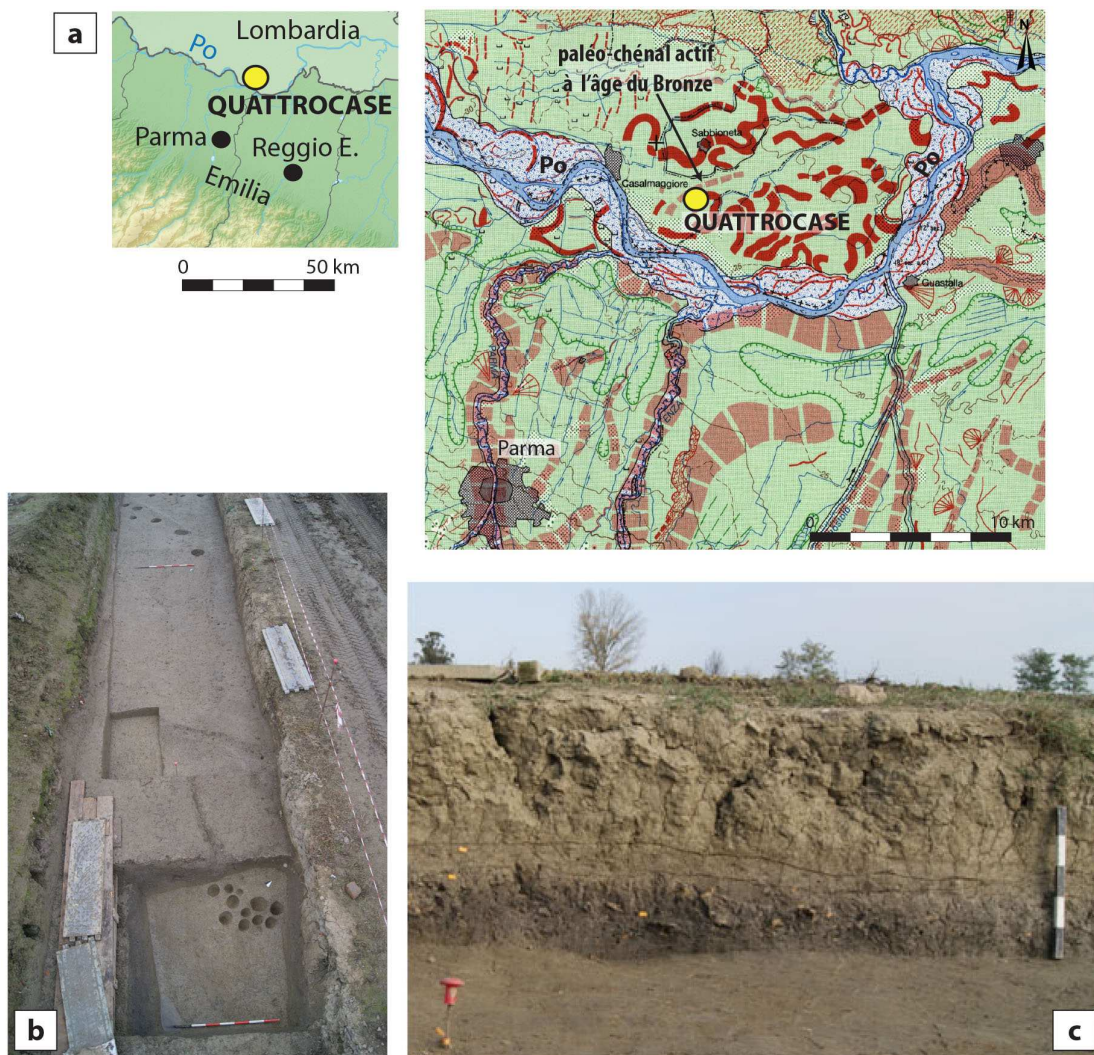 a
Lombardia
Po
QUATTROCASE
Parma
Reggio E.
Emilia
0 50 km
N
paléo-chénal actif
à l'âge du Bronze
Sabbioneta
Po
Po
Casalmaggiore
QUATTROCASE
Guastalla
ENZA
Parma
0 10 km
b
c